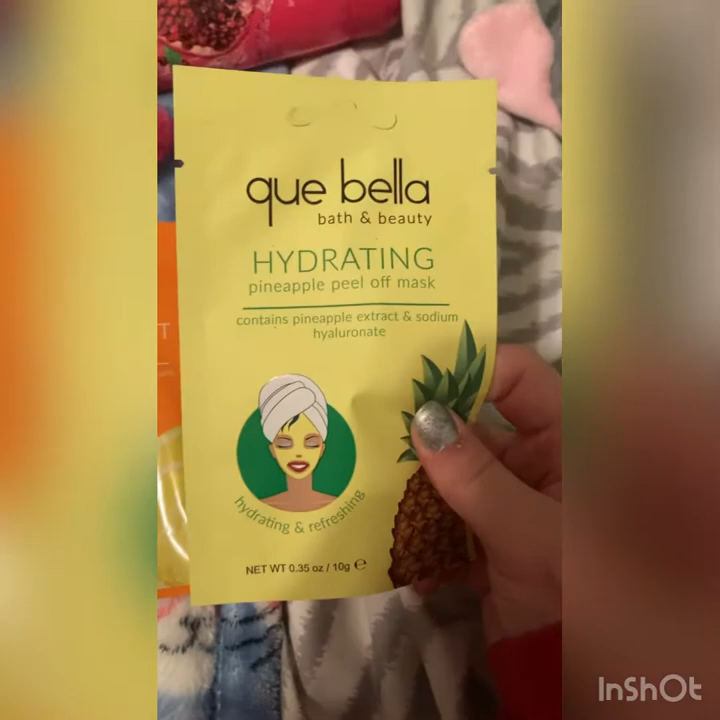 que bella
bath & beauty
HYDRATING
pineapple peel off mask
contains pineapple extract & sodium
hyaluronate
hydrating & refreshing
NET WT 0.35 oz / 10g ℮
T
InShOt